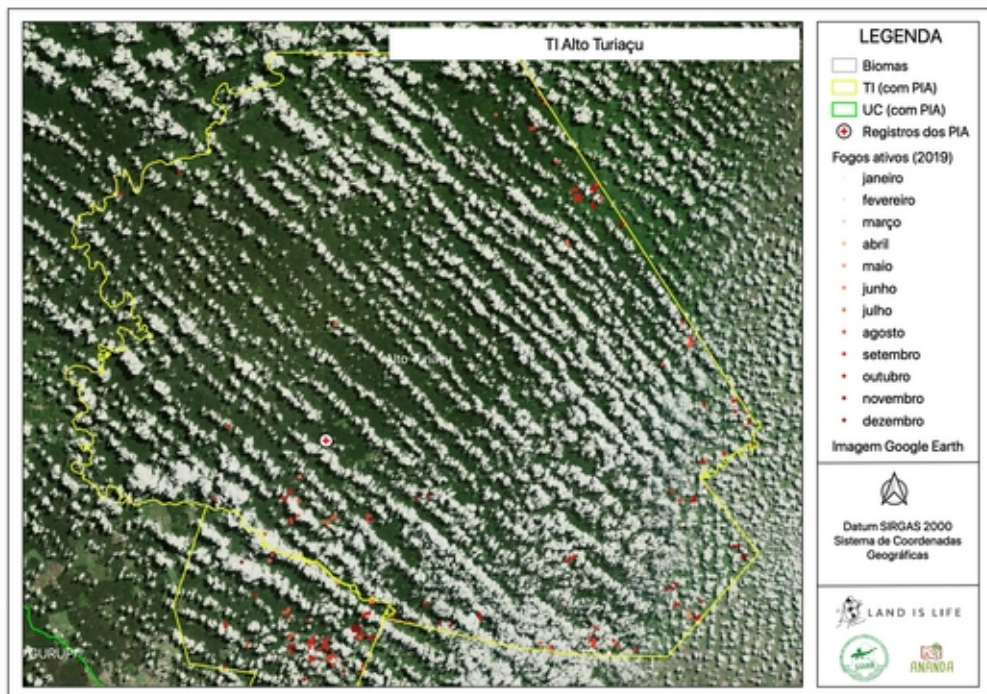 TI Alto Turiaçu
Alto Turiaçu
GURUPI
LEGENDA
Biomas
TI (com PIA)
UC (com PIA)
Registros dos PIA
Fogos ativos (2019)
janeiro
fevereiro
março
abril
maio
junho
julho
agosto
setembro
outubro
novembro
dezembro
Imagem Google Earth
Datum SIRGAS 2000
Sistema de Coordenadas
Geográficas
LAND IS LIFE
ANANDA